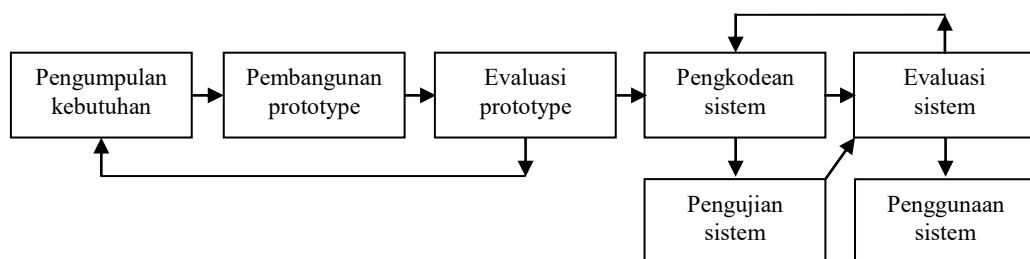 Pengumpulan
kebutuhan
Pembangunan
prototype
Evaluasi
prototype
Pengkodean
sistem
Evaluasi
sistem
Pengujian
sistem
Penggunaan
sistem